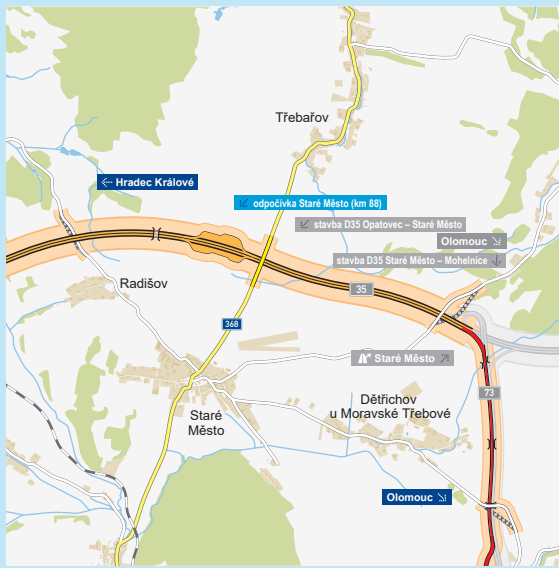 Třebařov
← Hradec Králové
↙ odpočívka Staré Město (km 88)
↙ stavba D35 Opatovec – Staré Město
Olomouc ↘
stavba D35 Staré Město – Mohelnice ↓
Radišov
35
368
Staré Město ↗
73
Dětřichov
u Moravské Třebové
Staré
Město
Olomouc ↘